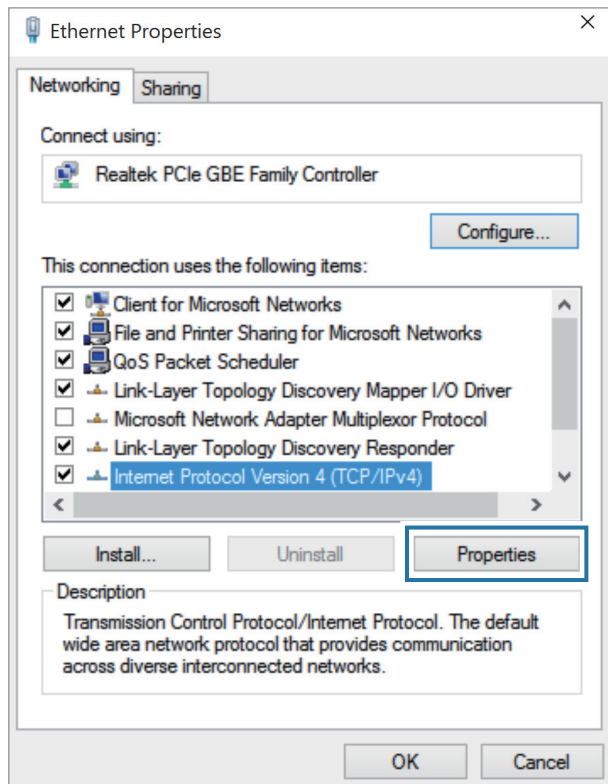 Ethernet Properties
Networking
Sharing
Connect using:
Realtek PCIe GBE Family Controller
Configure...
This connection uses the following items:
Client for Microsoft Networks
File and Printer Sharing for Microsoft Networks
QoS Packet Scheduler
Link-Layer Topology Discovery Mapper I/O Driver
Microsoft Network Adapter Multiplexor Protocol
Link-Layer Topology Discovery Responder
Internet Protocol Version 4 (TCP/IPv4)
Install...
Uninstall
Properties
Description
Transmission Control Protocol/Internet Protocol. The default
wide area network protocol that provides communication
across diverse interconnected networks.
OK
Cancel